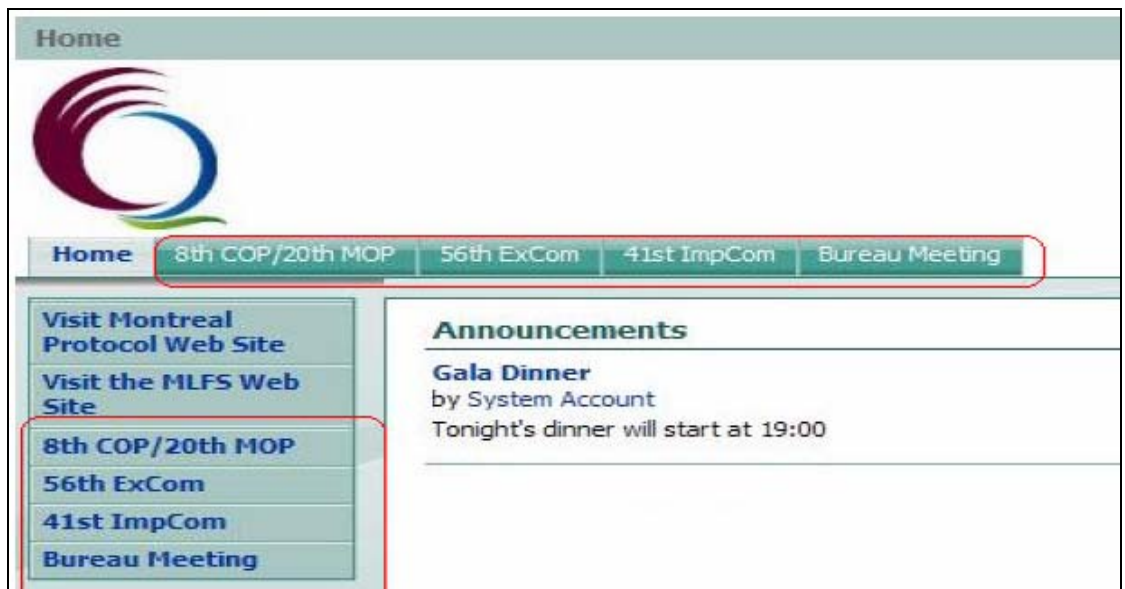 Home
Home 8th COP/20th MOP 56th ExCom 41st ImpCom Bureau Meeting
Visit Montreal
Protocol Web Site
Visit the MLFS Web
Site
8th COP/20th MOP
56th ExCom
41st ImpCom
Bureau Meeting
Announcements
Gala Dinner
by System Account
Tonight's dinner will start at 19:00